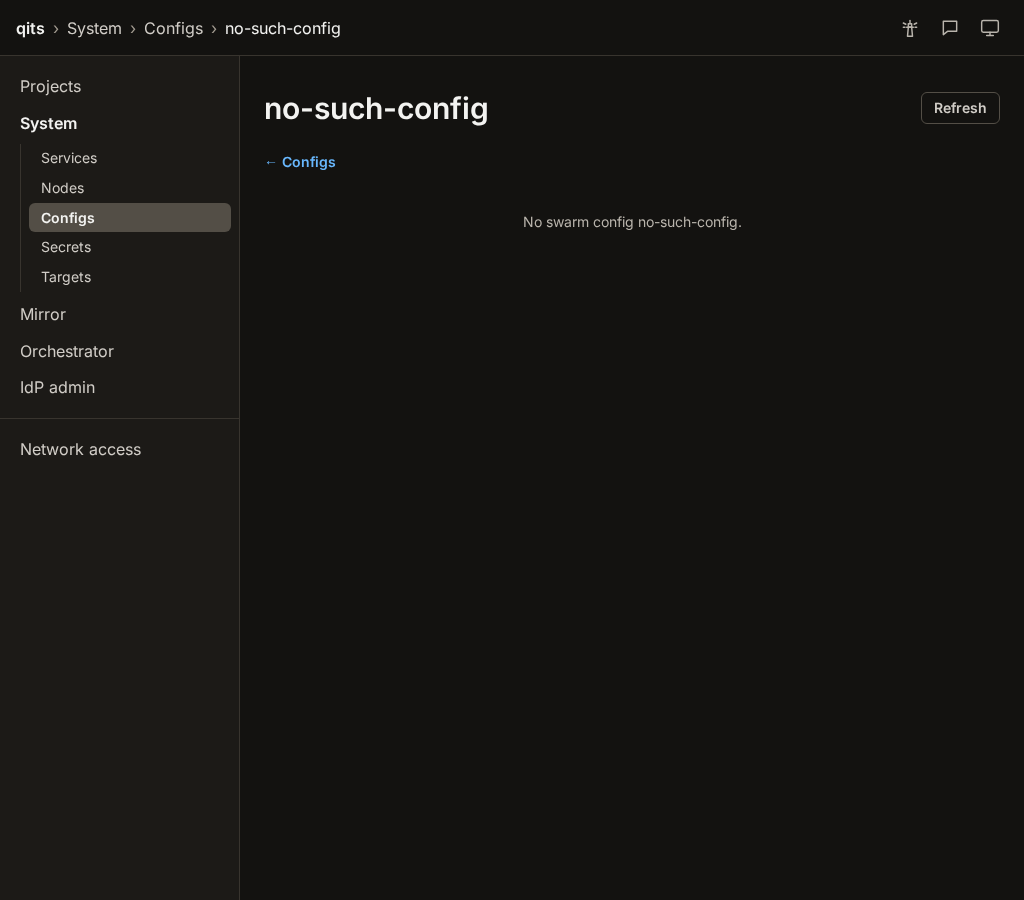 qits › System › Configs › no-such-config
Projects
System
Services
Nodes
Configs
Secrets
Targets
Mirror
Orchestrator
IdP admin
Network access
no-such-config
Refresh
← Configs
No swarm config no-such-config.